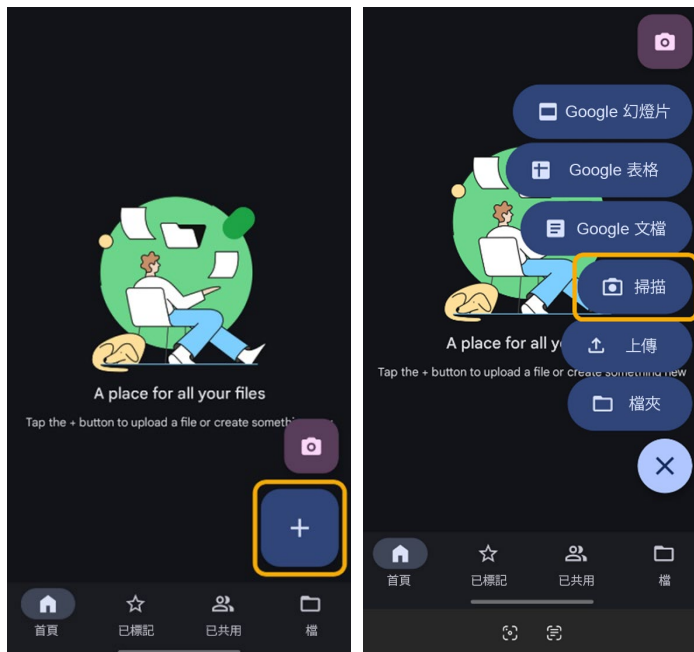 A place for all your files
Tap the + button to upload a file or create someth
首頁
已標記
已共用
檔
Google 幻燈片
Google 表格
Google 文檔
掃描
A place for all y
上傳
Tap the + button to upload a file or create something new
檔夾
首頁
已標記
已共用
檔